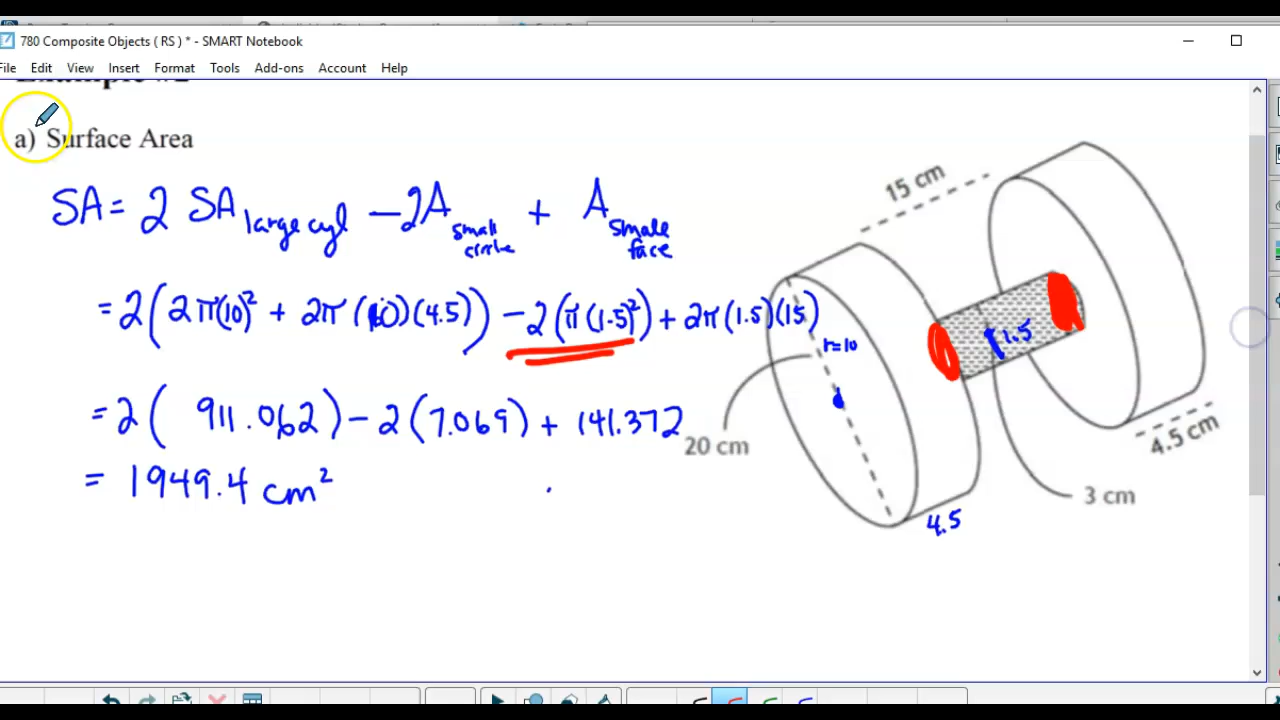 780 Composite Objects ( RS ) * - SMART Notebook
File Edit View Insert Format Tools Add-ons Account Help
a) Surface Area
SA = 2 SA large cyl - 2A small circle + A small face
= 2(2π(10)² + 2π(10)(4.5)) - 2(π(1.5)²) + 2π(1.5)(15)
= 2( 911.062) - 2(7.069) + 141.372
= 1949.4 cm²
15 cm
r=10
1.5
20 cm
4.5 cm
3 cm
4.5